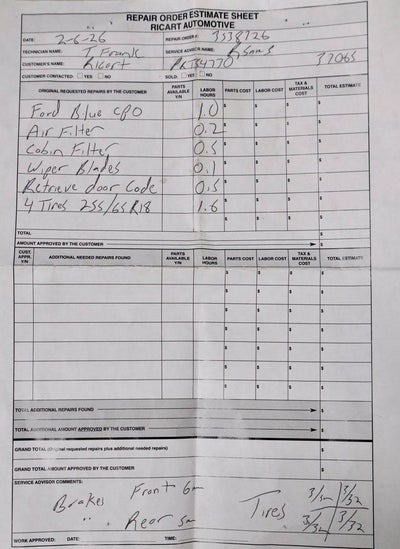 REPAIR ORDER ESTIMATE SHEET
RICART AUTOMOTIVE
DATE: 2-6-26 REPAIR ORDER #: 3538726
TECHNICIAN NAME: T. Frank SERVICE ADVISOR NAME:
CUSTOMER'S NAME: Ricart PKTB4770 37065
CUSTOMER CONTACTED: YES NO SOLD: YES NO
ORIGINAL REQUESTED REPAIRS BY THE CUSTOMER PARTS AVAILABLE Y/N LABOR HOURS PARTS COST LABOR COST TAX & MATERIALS COST TOTAL ESTIMATE
Ford Blue CPO 1.0 $ $ $ $
Air Filter 0.2 $ $ $ $
Cabin Filter 0.5 $ $ $ $
Wiper Blades 0.1 $ $ $ $
Retrieve door Code 0.5 $ $ $ $
4 Tires 255/65R18 1.6 $ $ $ $
$ $ $ $
TOTAL $
AMOUNT APPROVED BY THE CUSTOMER $
CUST. APPR. Y/N ADDITIONAL NEEDED REPAIRS FOUND PARTS AVAILABLE Y/N LABOR HOURS PARTS COST LABOR COST TAX & MATERIALS COST TOTAL ESTIMATE
$ $ $ $
$ $ $ $
$ $ $ $
$ $ $ $
$ $ $ $
$ $ $ $
$ $ $ $
TOTAL ADDITIONAL REPAIRS FOUND $
TOTAL ADDITIONAL AMOUNT APPROVED BY THE CUSTOMER $
GRAND TOTAL (Original requested repairs plus additional needed repairs) $
GRAND TOTAL AMOUNT APPROVED BY THE CUSTOMER $
SERVICE ADVISOR COMMENTS:
Brakes Front 6m Tires 3/32 3/32
" Rear 5m 3/32 3/32
WORK APPROVED: DATE: TIME: